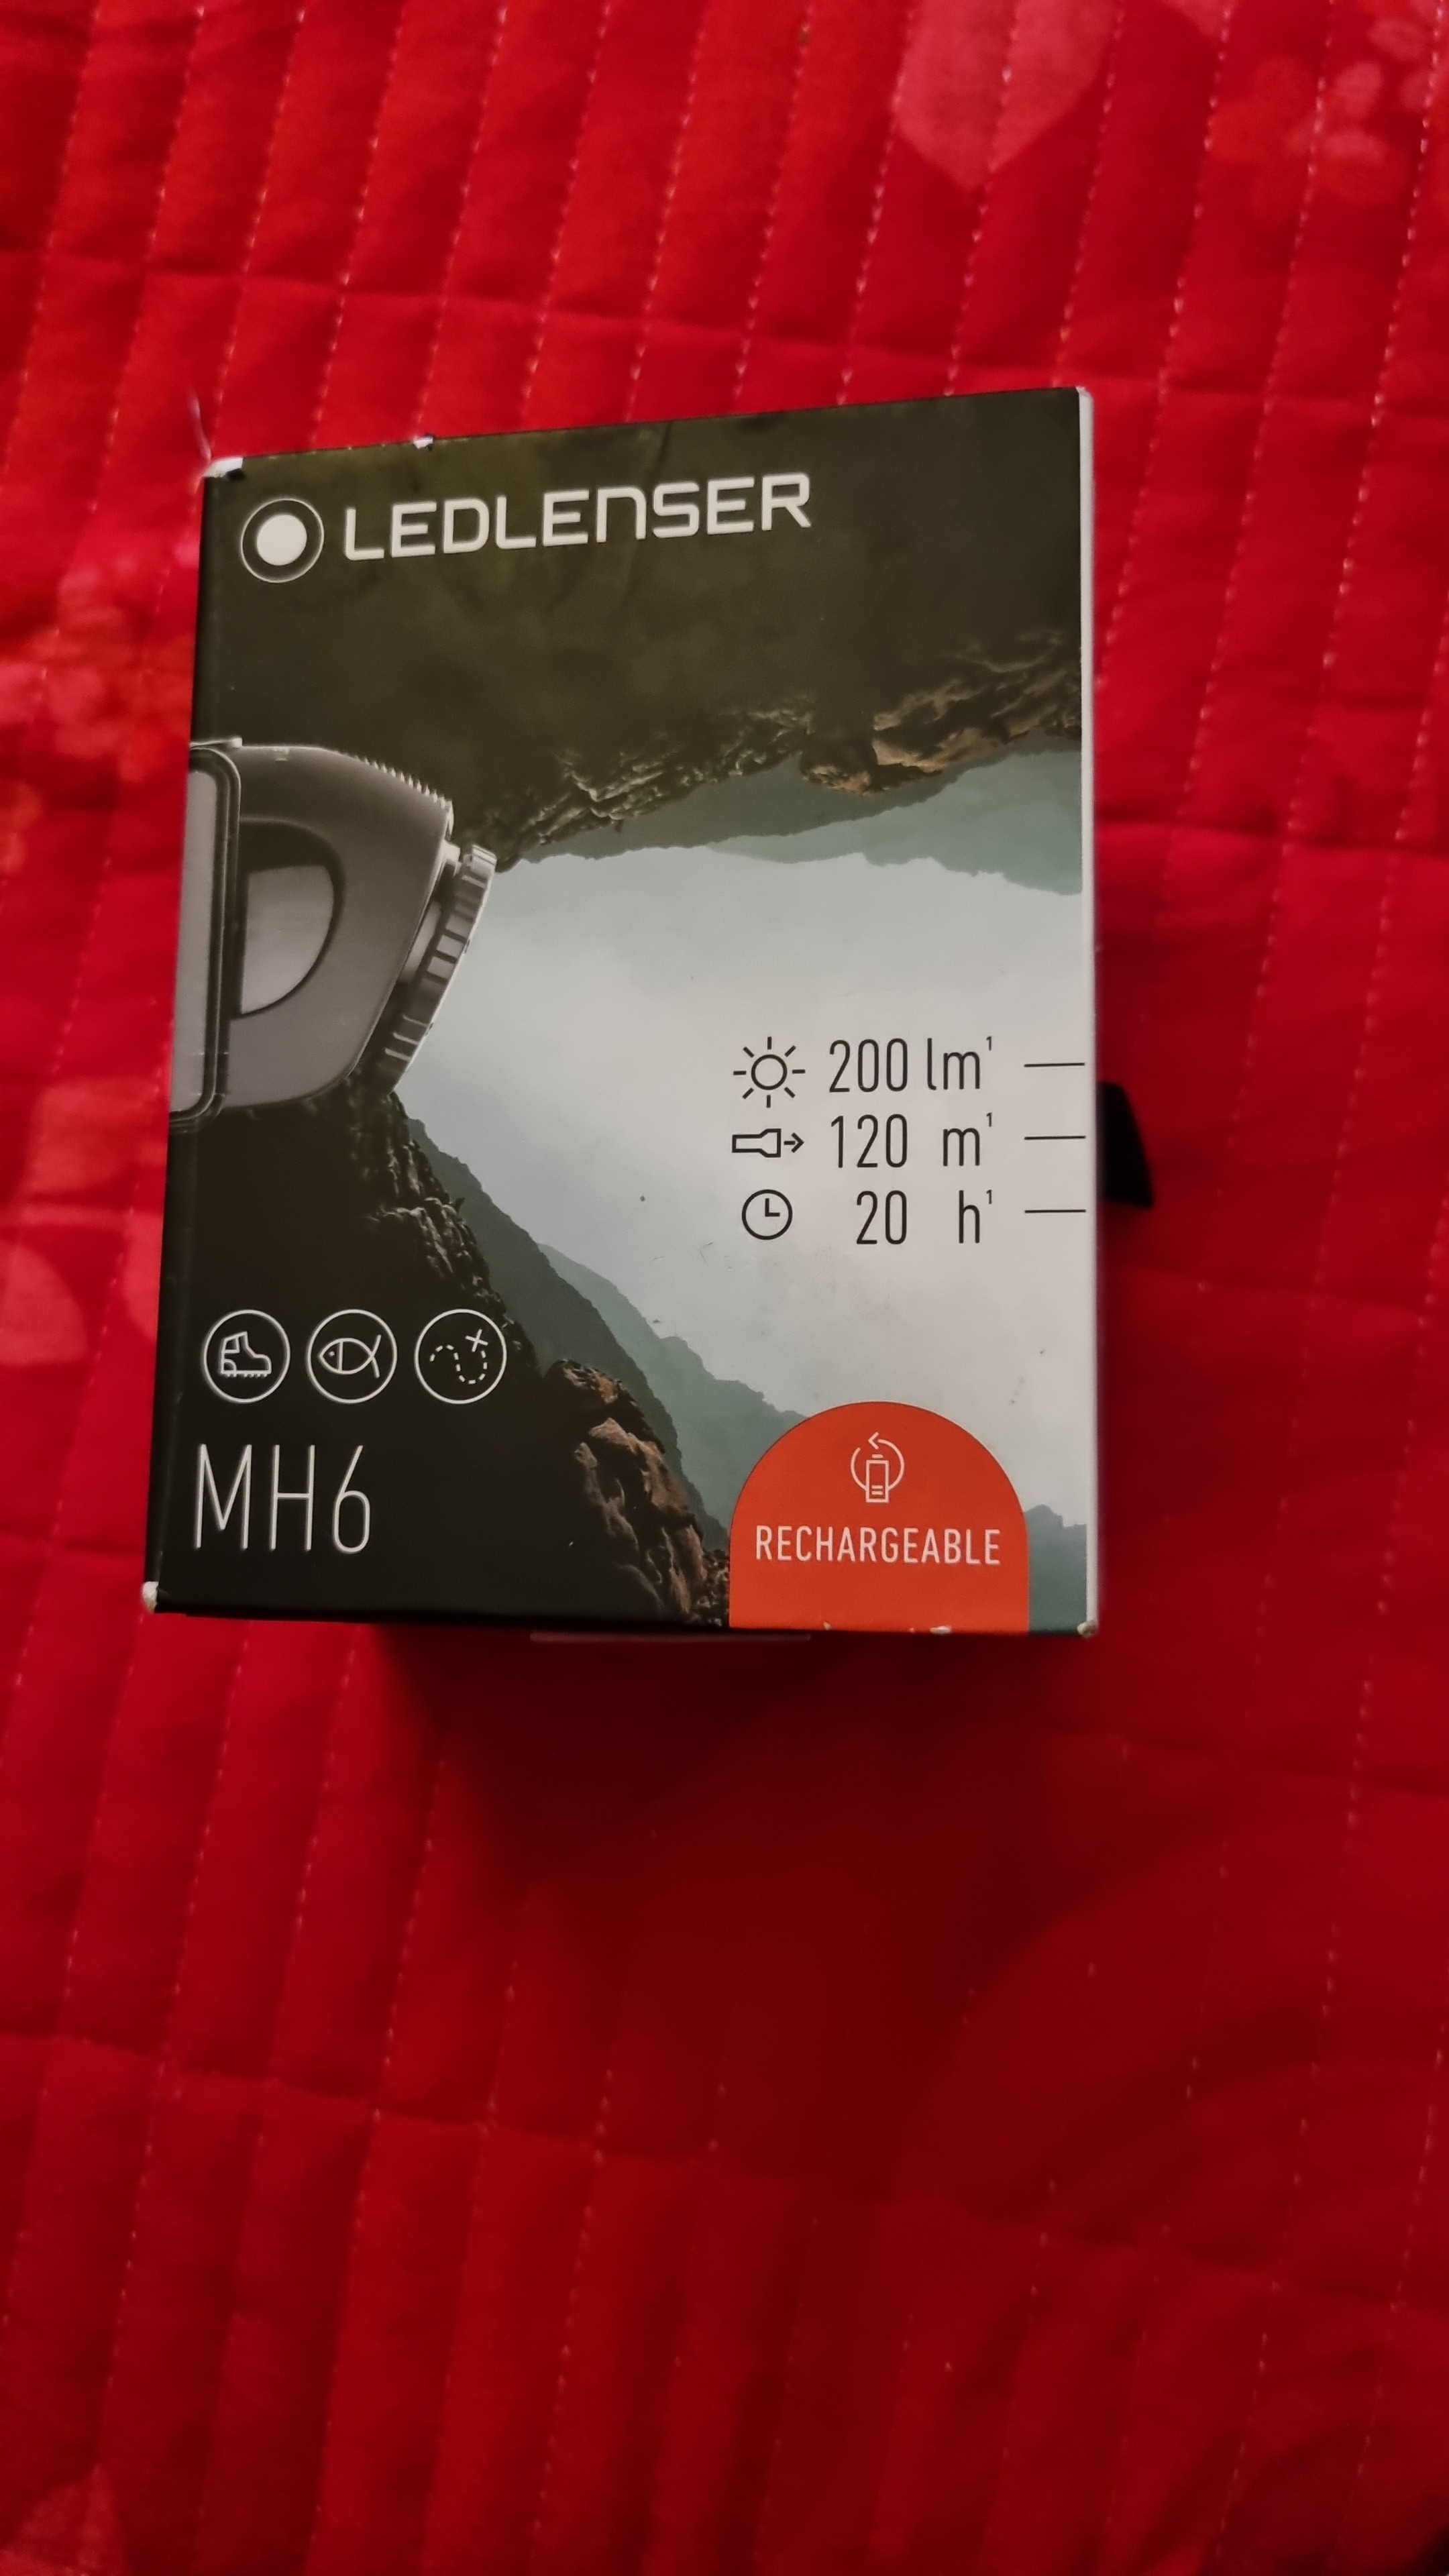 LEDLENSER
200 lm¹
120 m¹
20 h¹
MH6
RECHARGEABLE